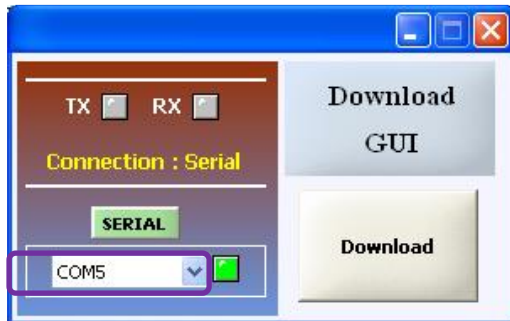 TX RX
Connection : Serial
SERIAL
COM5
Download
GUI
Download